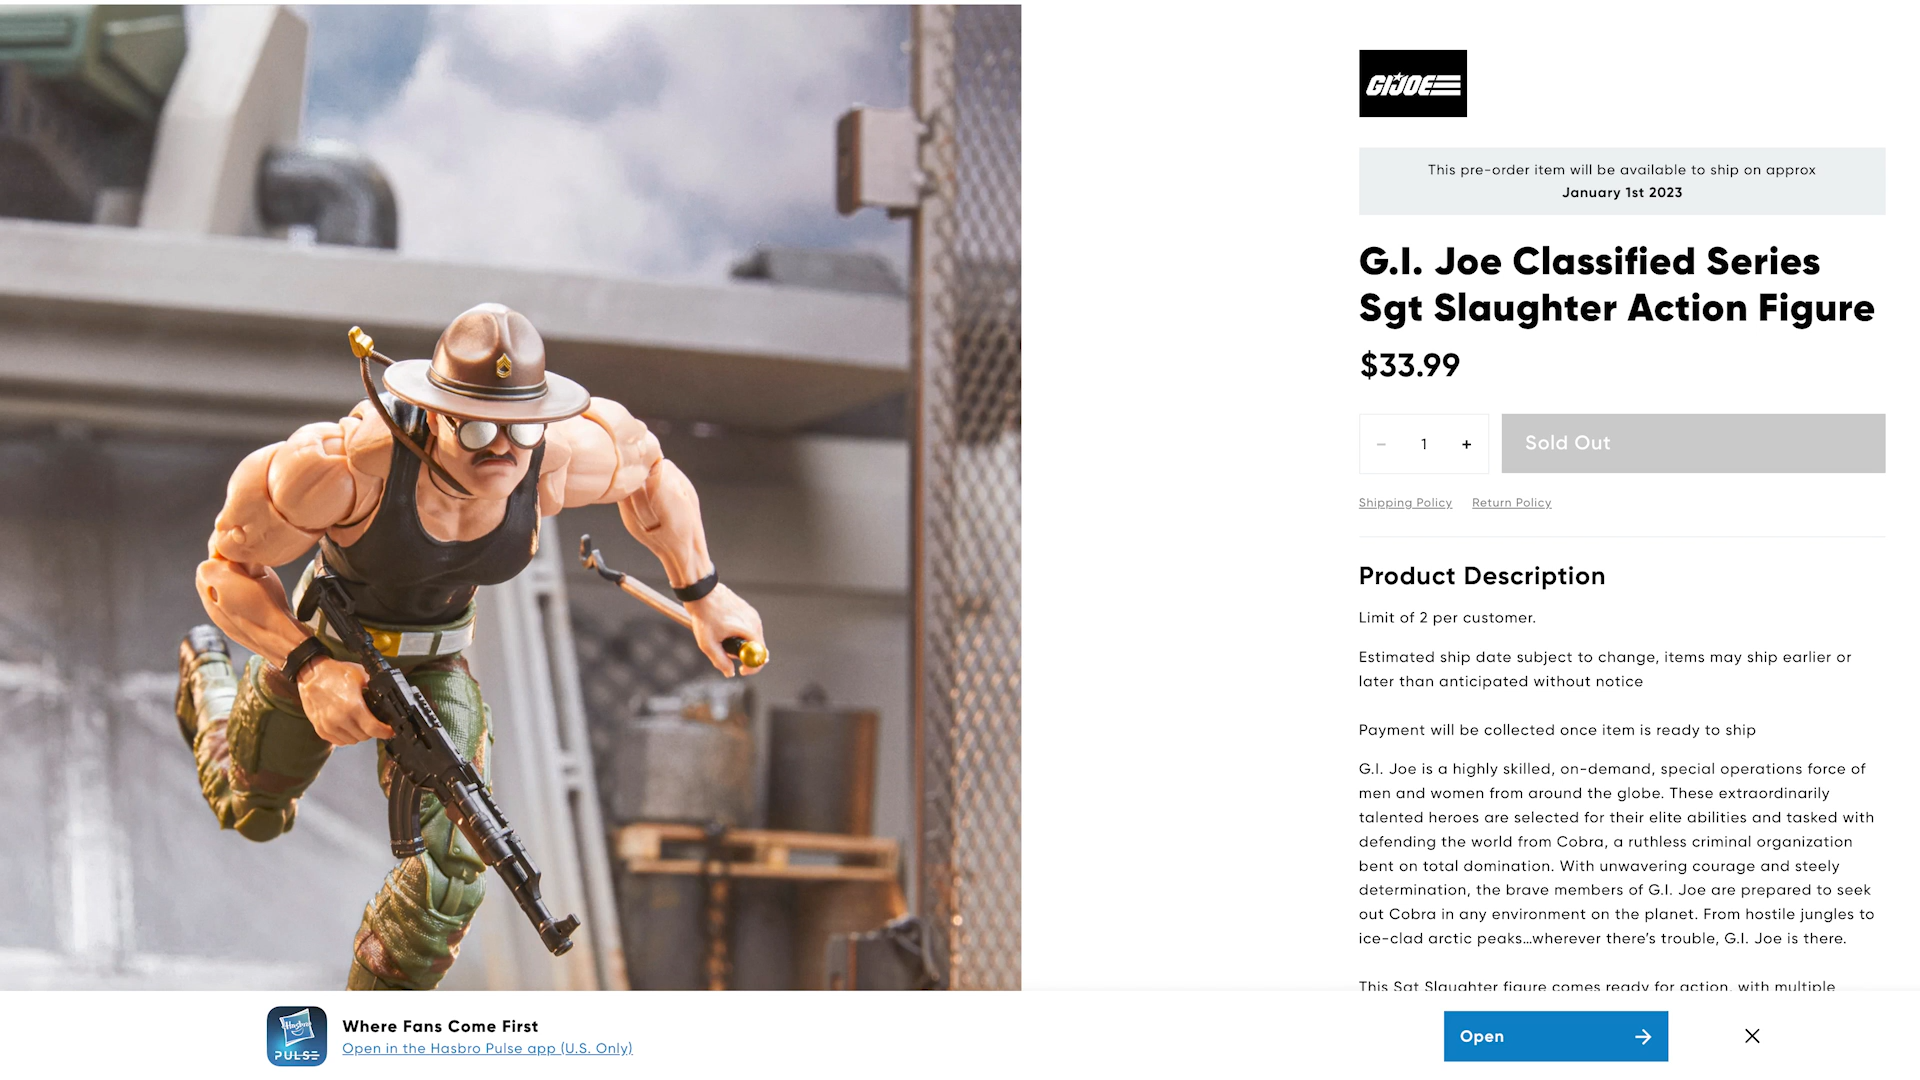 GIJOE
This pre-order item will be available to ship on approx
January 1st 2023
G.I. Joe Classified Series
Sgt Slaughter Action Figure
$33.99
− 1 +
Sold Out
Shipping Policy Return Policy
Product Description
Limit of 2 per customer.
Estimated ship date subject to change, items may ship earlier or
later than anticipated without notice
Payment will be collected once item is ready to ship
G.I. Joe is a highly skilled, on-demand, special operations force of
men and women from around the globe. These extraordinarily
talented heroes are selected for their elite abilities and tasked with
defending the world from Cobra, a ruthless criminal organization
bent on total domination. With unwavering courage and steely
determination, the brave members of G.I. Joe are prepared to seek
out Cobra in any environment on the planet. From hostile jungles to
ice-clad arctic peaks…wherever there's trouble, G.I. Joe is there.
This Sgt Slaughter figure comes ready for action, with multiple
Hasbro
PULSE
Where Fans Come First
Open in the Hasbro Pulse app (U.S. Only)
Open